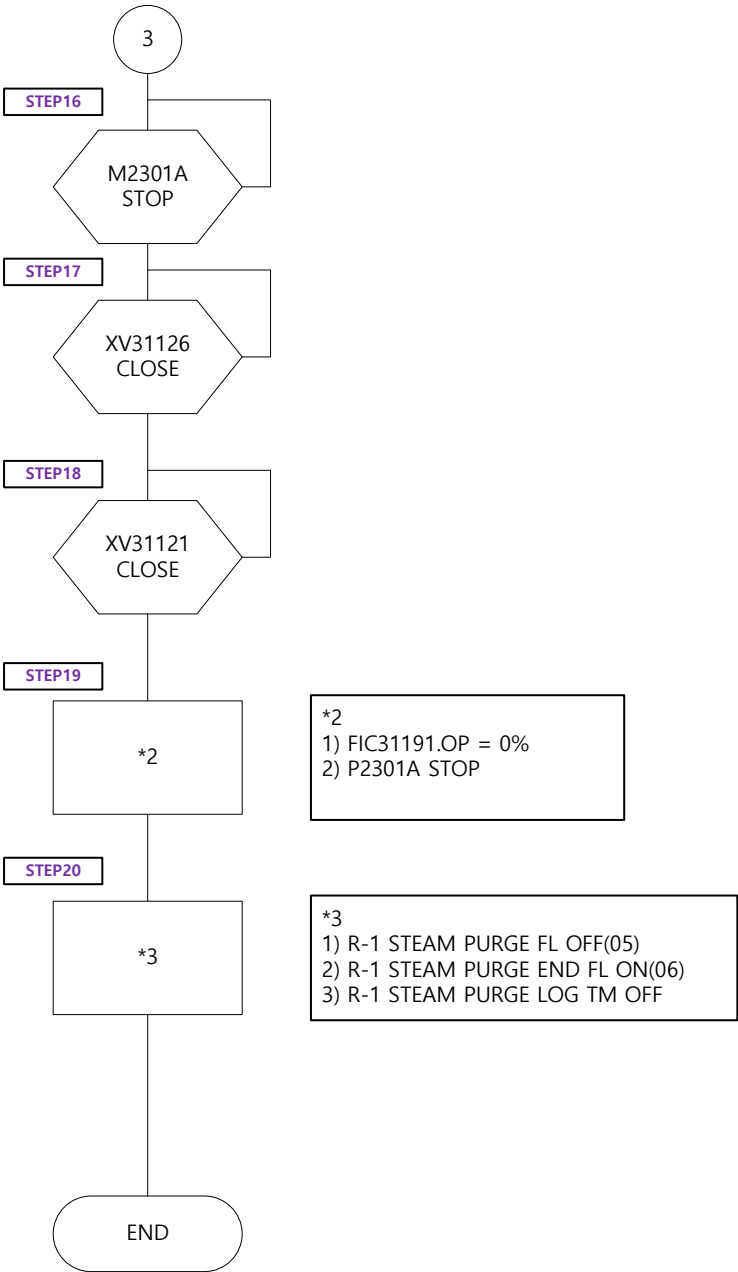 3
STEP16
M2301A
STOP
STEP17
XV31126
CLOSE
STEP18
XV31121
CLOSE
STEP19
*2
*2
1) FIC31191.OP = 0%
2) P2301A STOP
STEP20
*3
*3
1) R-1 STEAM PURGE FL OFF(05)
2) R-1 STEAM PURGE END FL ON(06)
3) R-1 STEAM PURGE LOG TM OFF
END